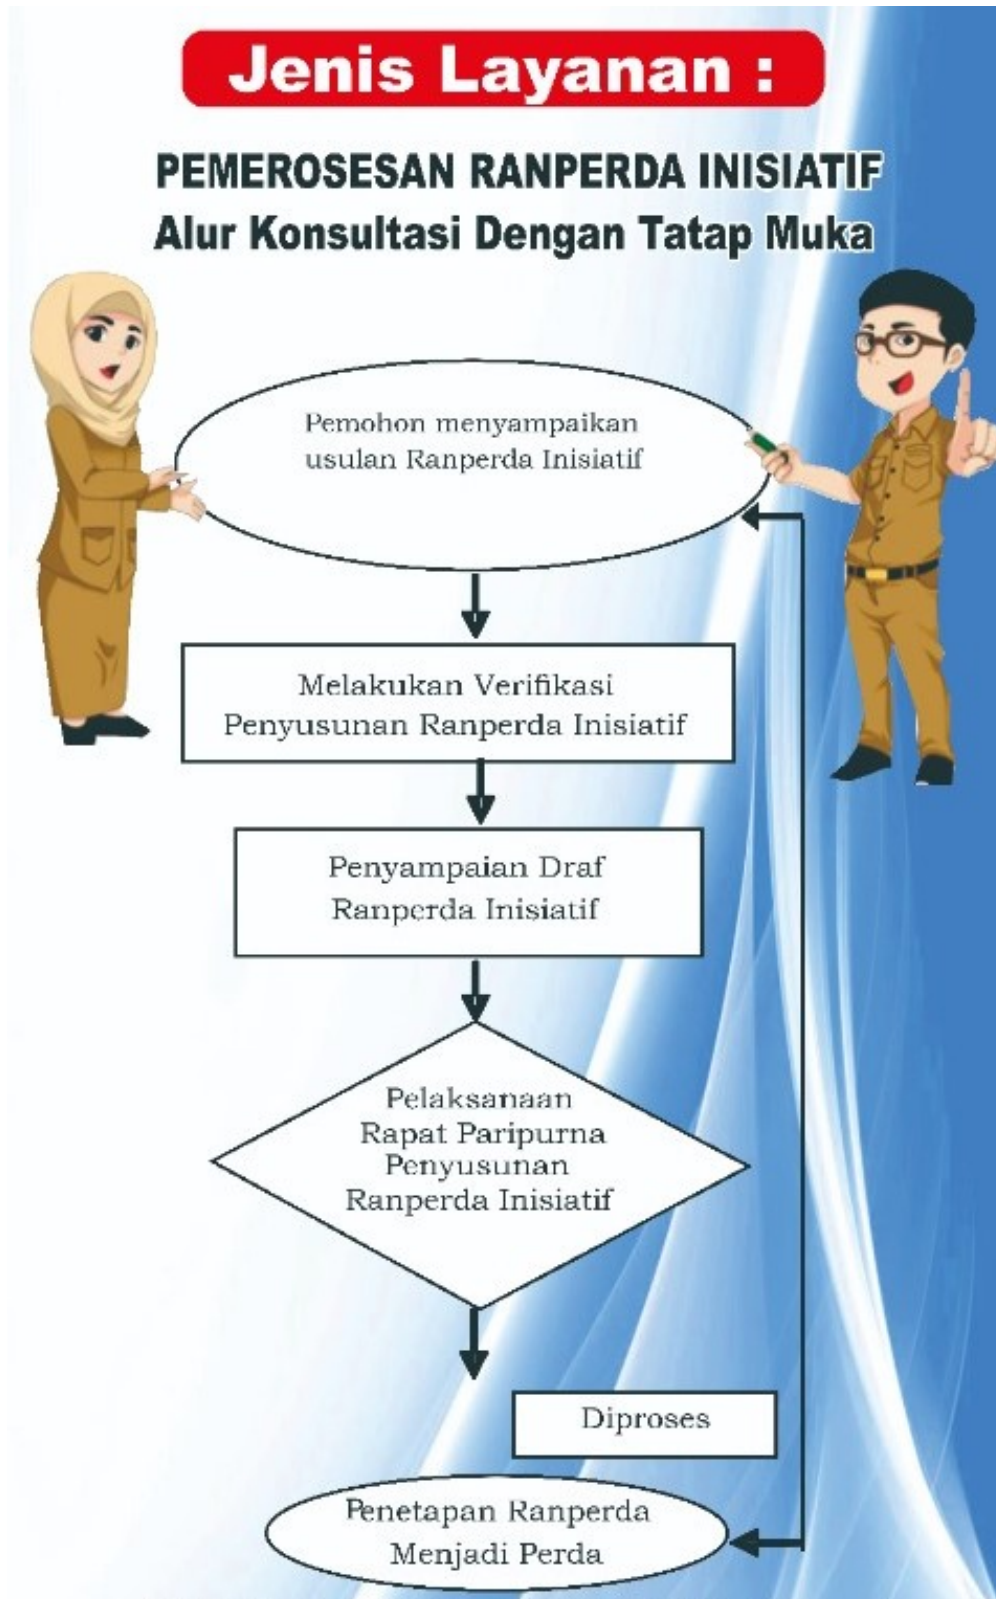 Jenis Layanan :
PEMEROSESAN RANPERDA INISIATIF
Alur Konsultasi Dengan Tatap Muka
Pemohon menyampaikan
usulan Ranperda Inisiatif
Melakukan Verifikasi
Penyusunan Ranperda Inisiatif
Penyampaian Draf
Ranperda Inisiatif
Pelaksanaan
Rapat Paripurna
Penyusunan
Ranperda Inisiatif
Diproses
Penetapan Ranperda
Menjadi Perda